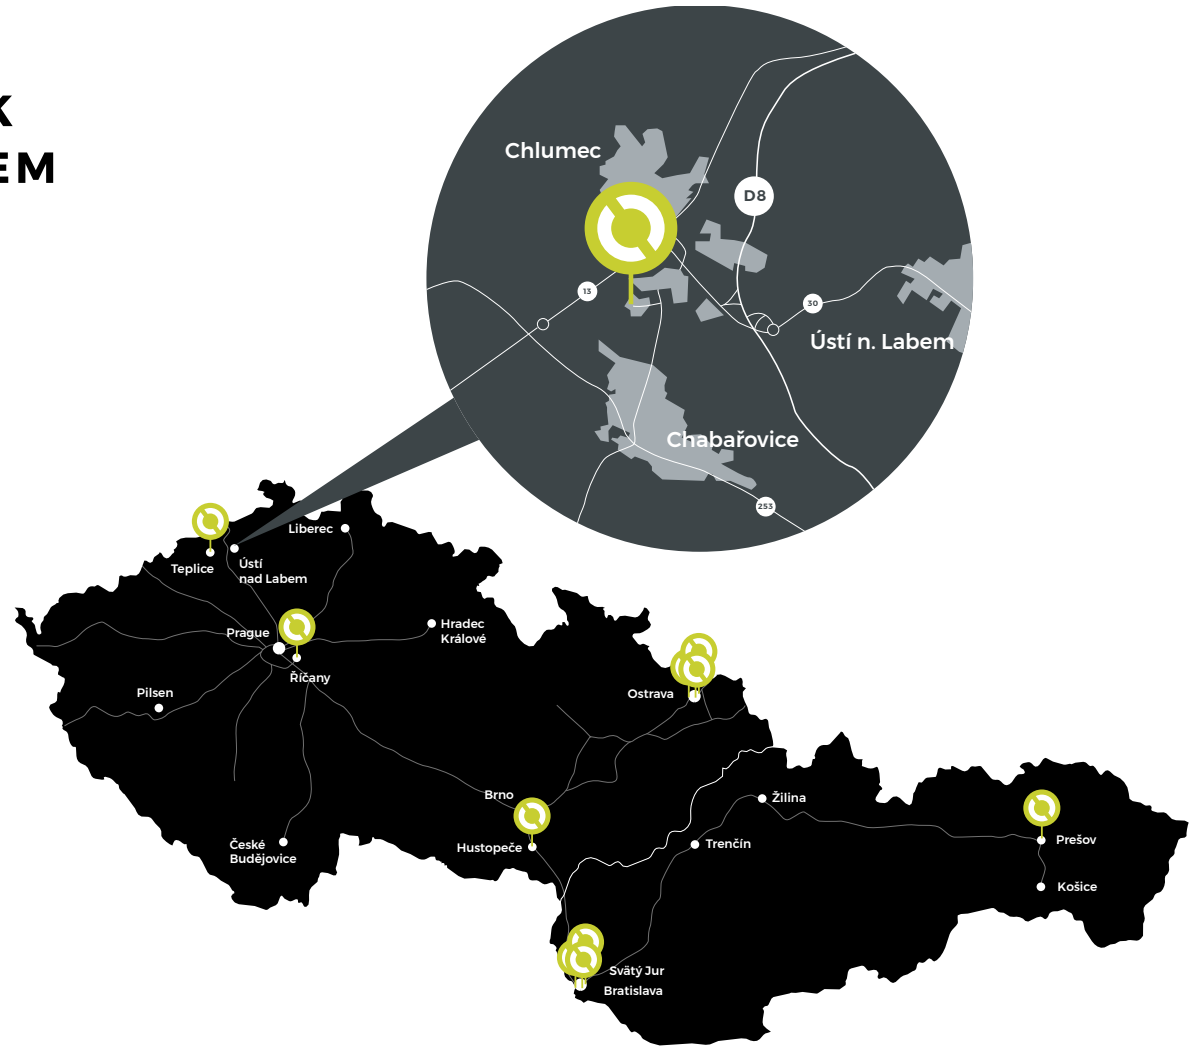 K
EM
Chlumec
D8
13
30
Ústí n. Labem
Chabařovice
253
Liberec
Teplice
Ústí
nad Labem
Hradec
Králové
Prague
Říčany
Pilsen
Ostrava
Brno
Žilina
České
Budějovice
Hustopeče
Trenčín
Prešov
Košice
Svätý Jur
Bratislava